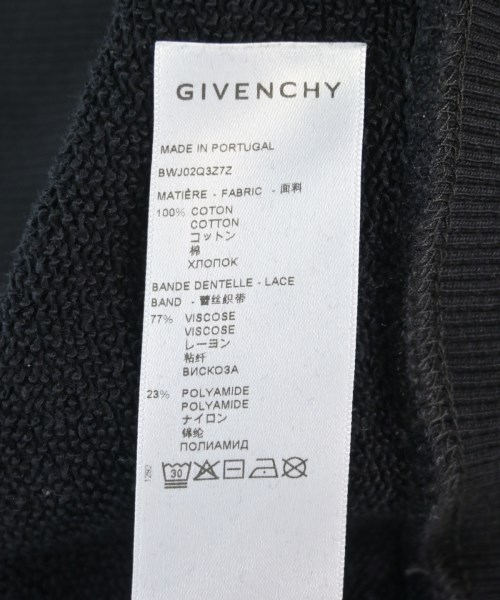 GIVENCHY
MADE IN PORTUGAL
BWJ02Q3Z7Z
MATIÈRE - FABRIC - 面料
100% COTON
COTTON
コットン
棉
ХЛОПОК
BANDE DENTELLE - LACE
BAND - 蕾丝织带
77% VISCOSE
VISCOSE
レーヨン
粘纤
ВИСКОЗА
23% POLYAMIDE
POLYAMIDE
ナイロン
锦纶
ПОЛИАМИД
30
1292